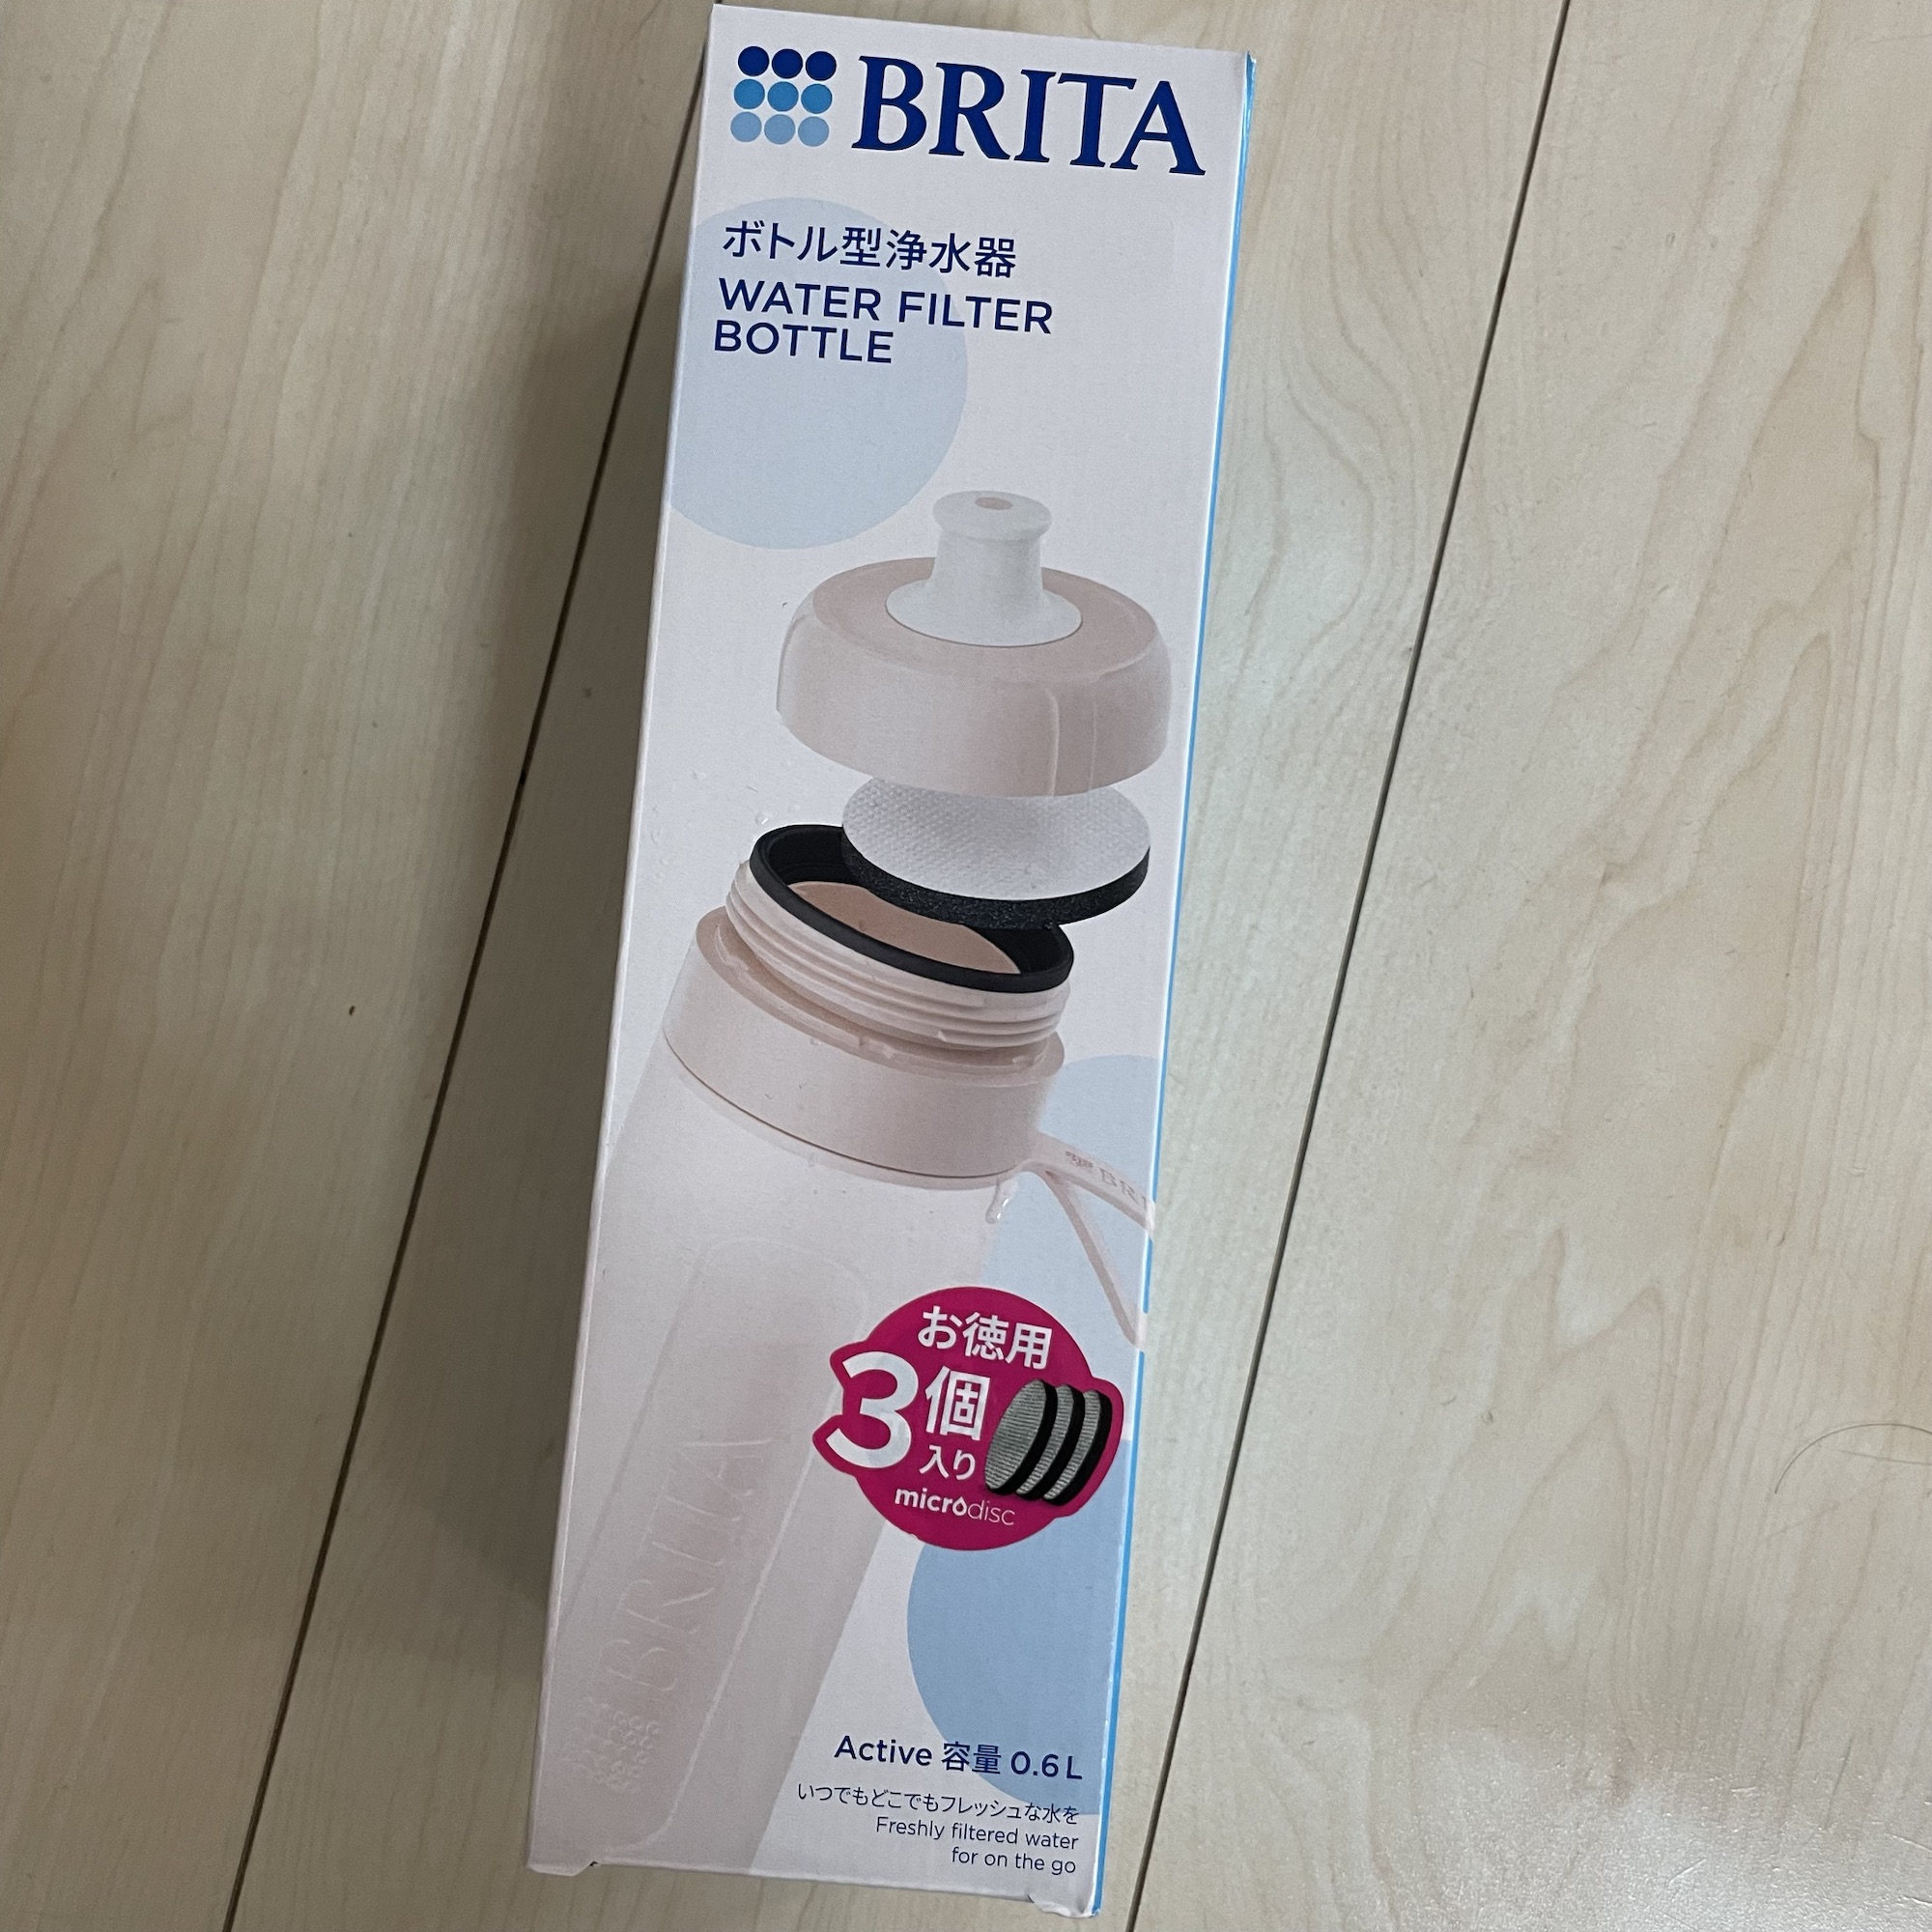 BRITA
ボトル型浄水器
WATER FILTER
BOTTLE
お徳用
3個
入り
microdisc
BRITA
Active 容量 0.6L
いつでもどこでもフレッシュな水を
Freshly filtered water
for on the go